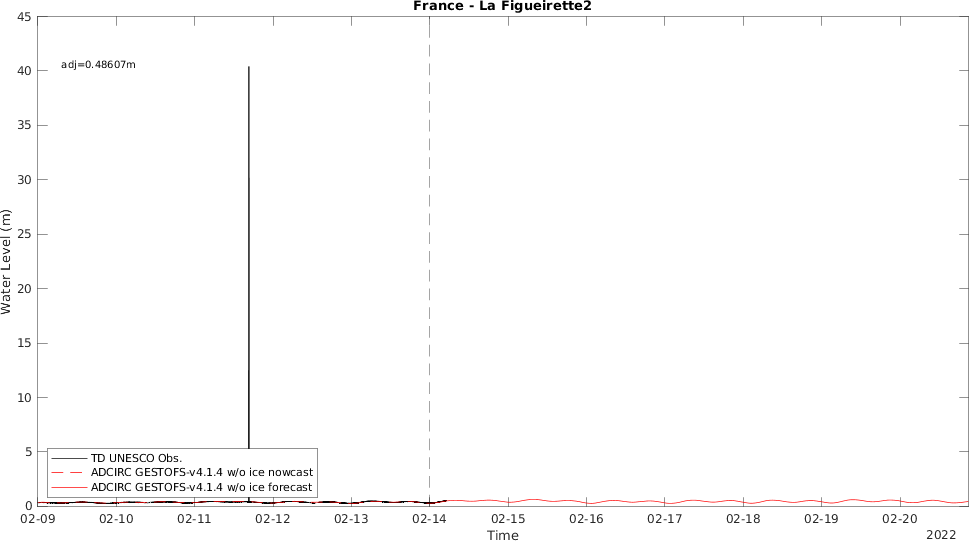 France - La Figueirette2
adj=0.48607m
45
40
35
30
25
20
15
10
5
0
Water Level (m)
TD UNESCO Obs.
ADCIRC GESTOFS-v4.1.4 w/o ice nowcast
ADCIRC GESTOFS-v4.1.4 w/o ice forecast
02-09 02-10 02-11 02-12 02-13 02-14 02-15 02-16 02-17 02-18 02-19 02-20
Time
2022